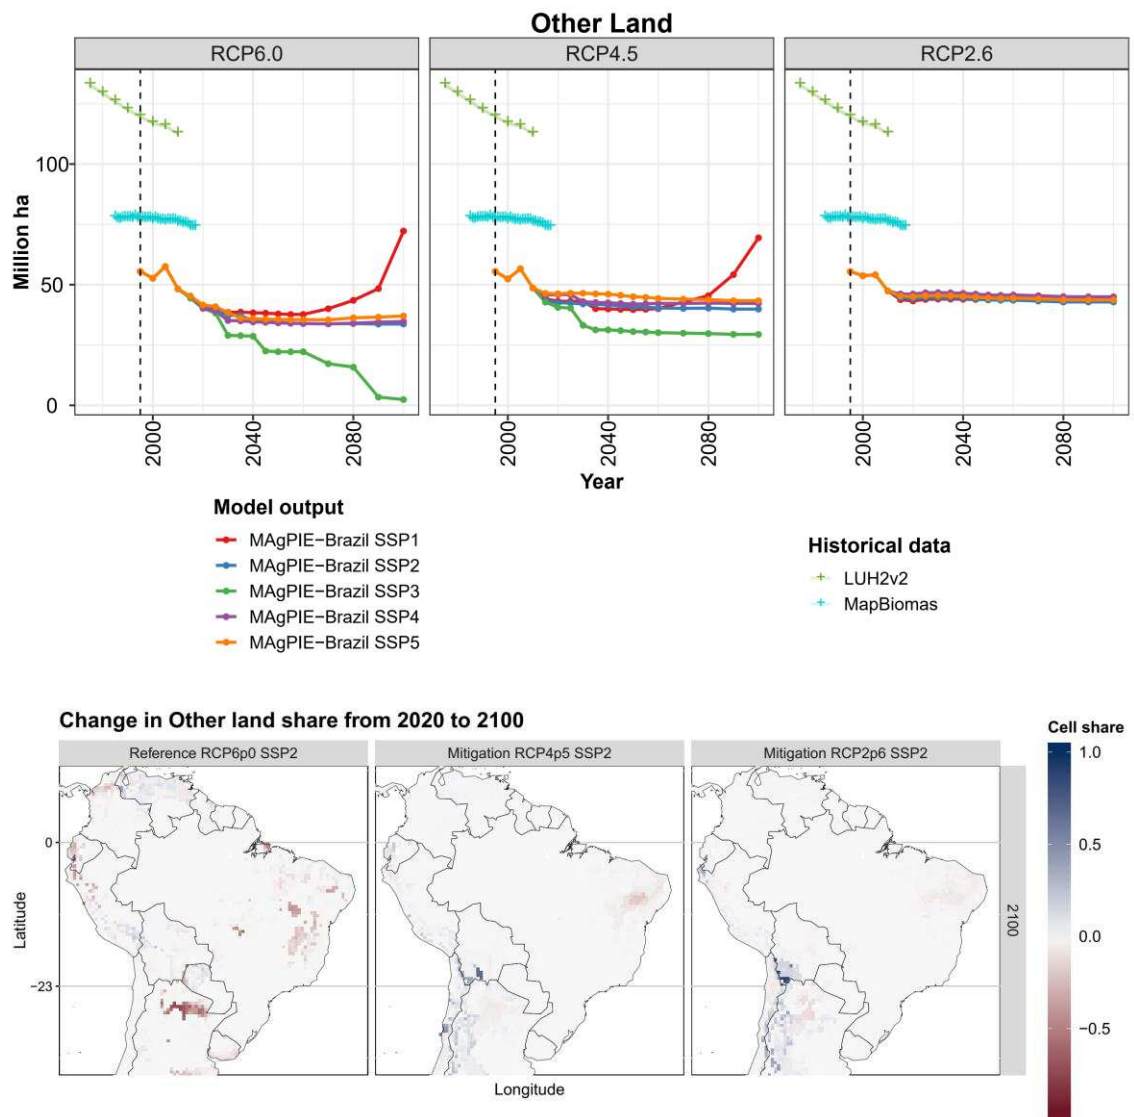 Other Land
RCP6.0 RCP4.5 RCP2.6
Million ha
100
50
0
2000 2040 2080 2000 2040 2080 2000 2040 2080
Year
Model output
MAgPIE−Brazil SSP1
MAgPIE−Brazil SSP2
MAgPIE−Brazil SSP3
MAgPIE−Brazil SSP4
MAgPIE−Brazil SSP5
Historical data
LUH2v2
MapBiomas
Change in Other land share from 2020 to 2100
Reference RCP6p0 SSP2 Mitigation RCP4p5 SSP2 Mitigation RCP2p6 SSP2
Latitude
0
−23
2100
Longitude
Cell share
1.0
0.5
0.0
−0.5